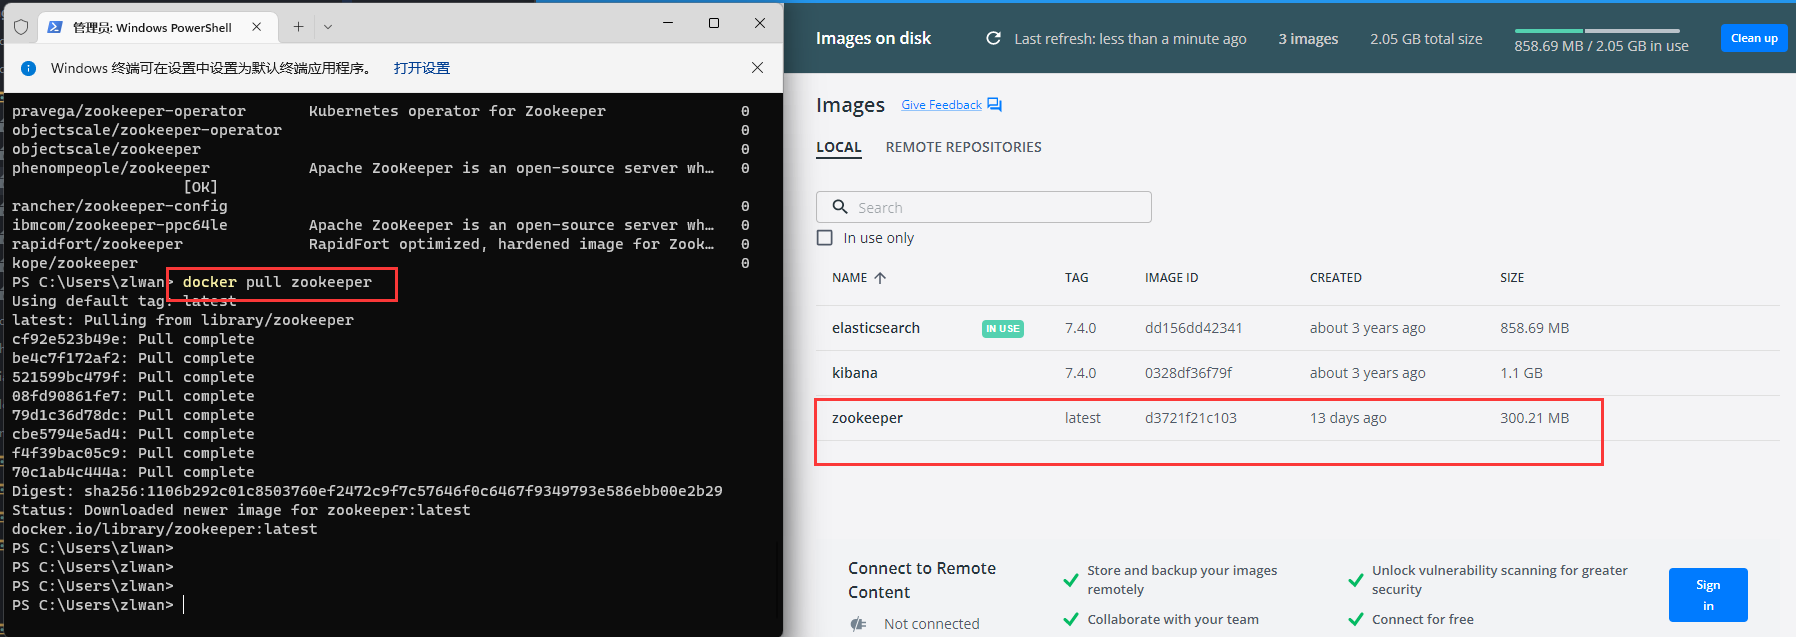 管理员: Windows PowerShell
Windows 终端可在设置中设置为默认终端应用程序。 打开设置
pravega/zookeeper-operator Kubernetes operator for Zookeeper 0
objectscale/zookeeper-operator 0
objectscale/zookeeper 0
phenompeople/zookeeper Apache ZooKeeper is an open-source server wh… 0
[OK]
rancher/zookeeper-config 0
ibmcom/zookeeper-ppc64le Apache ZooKeeper is an open-source server wh… 0
rapidfort/zookeeper RapidFort optimized, hardened image for Zook… 0
kope/zookeeper 0
PS C:\Users\zlwan> docker pull zookeeper
Using default tag: latest
latest: Pulling from library/zookeeper
cf92e523b49e: Pull complete
be4c7f172af2: Pull complete
521599bc479f: Pull complete
08fd90861fe7: Pull complete
79d1c36d78dc: Pull complete
cbe5794e5ad4: Pull complete
f4f39bac05c9: Pull complete
70c1ab4c444a: Pull complete
Digest: sha256:1106b292c01c8503760ef2472c9f7c57646f0c6467f9349793e586ebb00e2b29
Status: Downloaded newer image for zookeeper:latest
docker.io/library/zookeeper:latest
PS C:\Users\zlwan>
PS C:\Users\zlwan>
PS C:\Users\zlwan>
PS C:\Users\zlwan>
Images on disk Last refresh: less than a minute ago 3 images 2.05 GB total size 858.69 MB / 2.05 GB in use Clean up
Images Give Feedback
LOCAL REMOTE REPOSITORIES
Search
In use only
NAME TAG IMAGE ID CREATED SIZE
elasticsearch IN USE 7.4.0 dd156dd42341 about 3 years ago 858.69 MB
kibana 7.4.0 0328df36f79f about 3 years ago 1.1 GB
zookeeper latest d3721f21c103 13 days ago 300.21 MB
Connect to Remote
Content
Not connected
Store and backup your images
remotely
Collaborate with your team
Unlock vulnerability scanning for greater
security
Connect for free
Sign
in